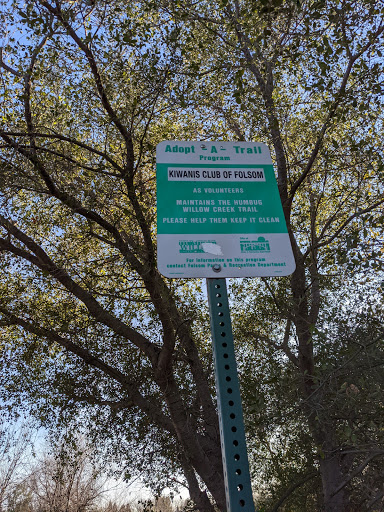 Adopt A Trail
Program
KIWANIS CLUB OF FOLSOM
AS VOLUNTEERS
MAINTAINS THE HUMBUG
WILLOW CREEK TRAIL
PLEASE HELP THEM KEEP IT CLEAN
For information on this program
contact Folsom Parks & Recreation Department